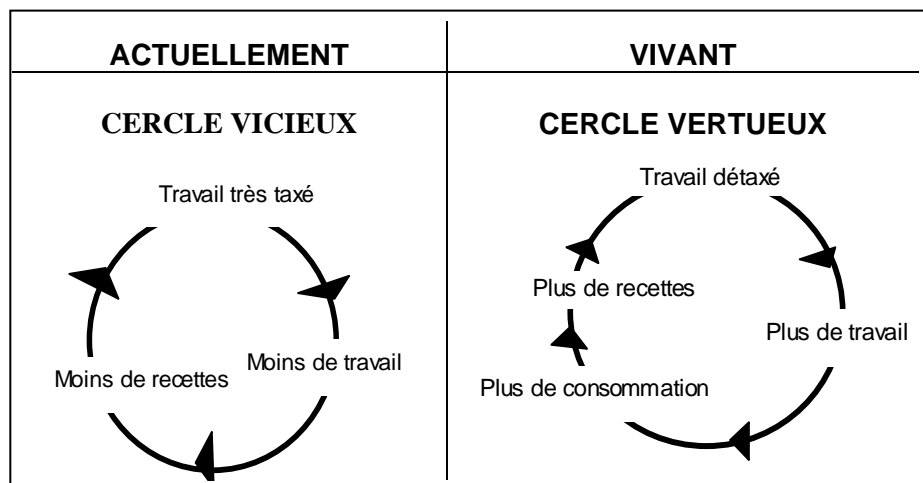 ACTUELLEMENT
VIVANT
CERCLE VICIEUX
CERCLE VERTUEUX
Travail très taxé
Moins de travail
Moins de recettes
Travail détaxé
Plus de travail
Plus de consommation
Plus de recettes